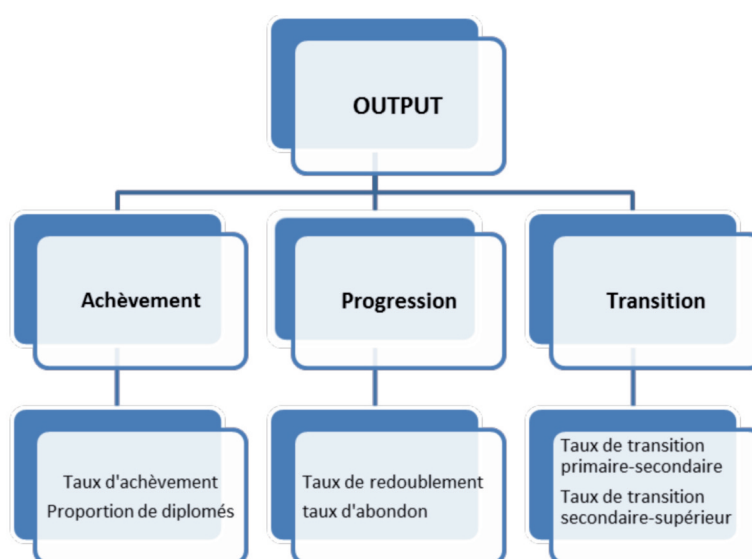 OUTPUT
Achèvement
Progression
Transition
Taux d'achèvement
Proportion de diplomés
Taux de redoublement
taux d'abondon
Taux de transition
primaire-secondaire
Taux de transition
secondaire-supérieur